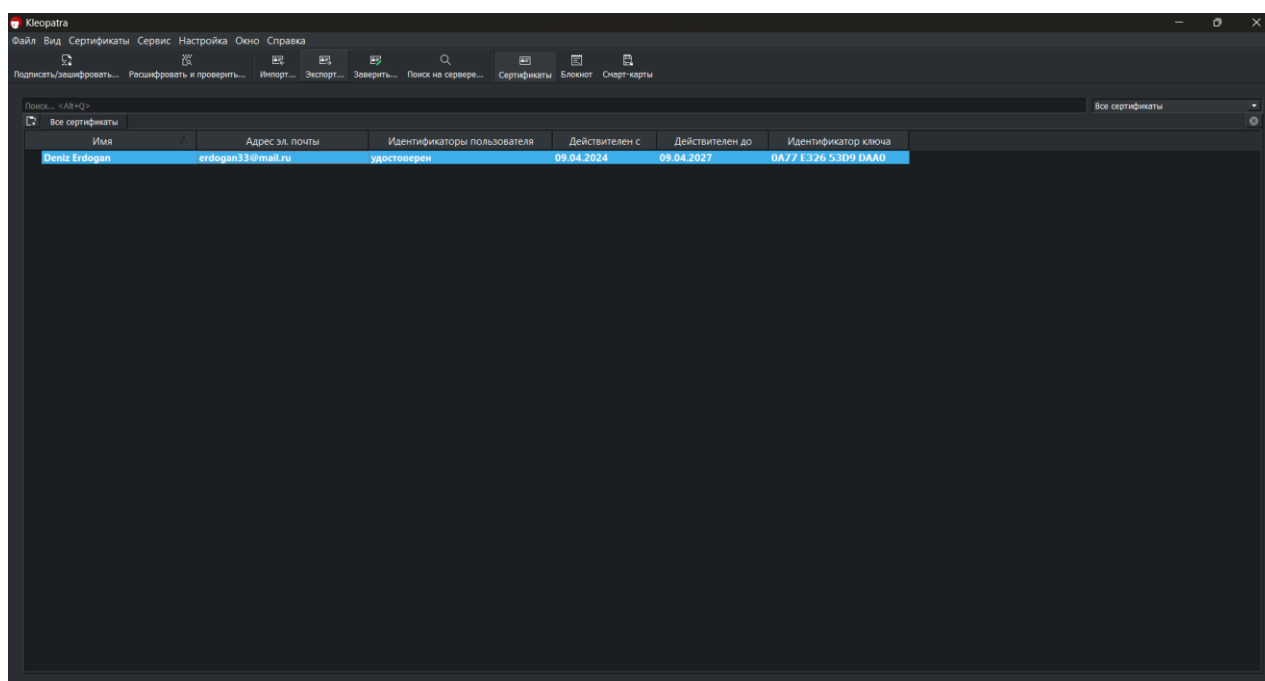 Kleopatra
Файл Вид Сертификаты Сервис Настройка Окно Справка
Подписать/зашифровать... Расшифровать и проверить... Импорт... Экспорт... Заверить... Поиск на сервере... Сертификаты Блокнот Смарт-карты
Поиск... <Alt+Q> Все сертификаты
Все сертификаты
Имя Адрес эл. почты Идентификаторы пользователя Действителен с Действителен до Идентификатор ключа
Deniz Erdogan erdogan33@mail.ru удостоверен 09.04.2024 09.04.2027 0A77 E326 53D9 DAA0